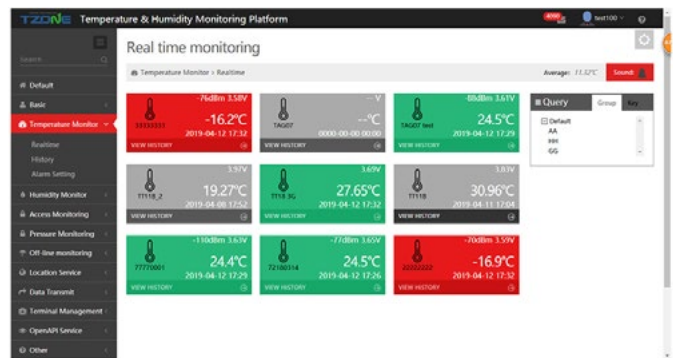 TZONE Temperature & Humidity Monitoring Platform
4090
test100
Search...
Real time monitoring
Temperature Monitor > Realtime
Average: 11.32°C
Sound:
# Default
Basic
Temperature Monitor
Realtime
History
Alarm Setting
Humidity Monitor
Access Monitoring
Pressure Monitoring
Off-line monitoring
Location Service
Data Transmit
Terminal Management
OpenAPI Service
Other
-76dBm 3.58V
33333331
-16.2°C
2019-04-12 17:32
VIEW HISTORY
-- V
TAG07
--°C
0000-00-00 00:00
VIEW HISTORY
-88dBm 3.61V
TAG07 test
24.5°C
2019-04-12 17:29
VIEW HISTORY
3.97V
TT118_2
19.27°C
2019-04-08 17:52
VIEW HISTORY
3.69V
TT18 3G
27.65°C
2019-04-12 17:32
VIEW HISTORY
3.83V
TT118
30.96°C
2019-04-11 17:04
VIEW HISTORY
-110dBm 3.63V
77770001
24.4°C
2019-04-12 17:29
VIEW HISTORY
-77dBm 3.65V
72100314
24.5°C
2019-04-12 17:26
VIEW HISTORY
-70dBm 3.59V
22222222
-16.9°C
2019-04-12 17:32
VIEW HISTORY
Query
Group
Key
Default
AA
HH
GG